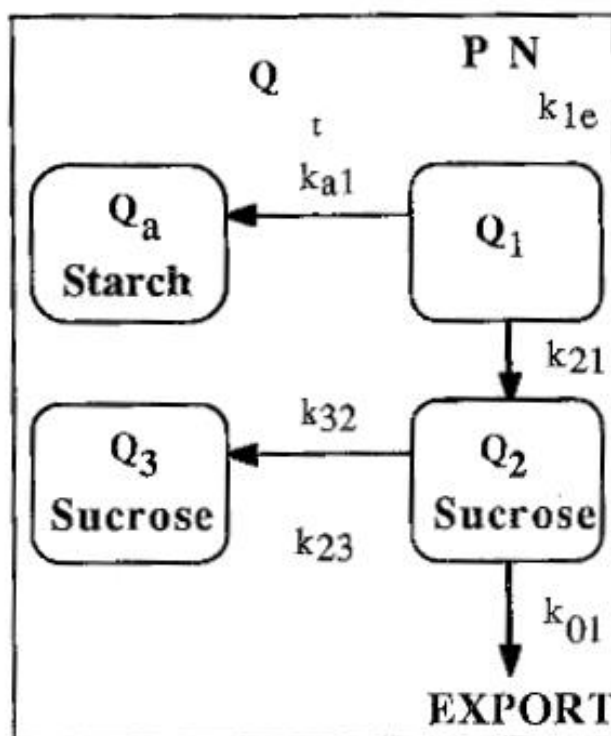 P N
Q
t
k1e
ka1
Qa
Starch
Q1
k21
k32
Q3
Sucrose
Q2
Sucrose
k23
k01
EXPORT